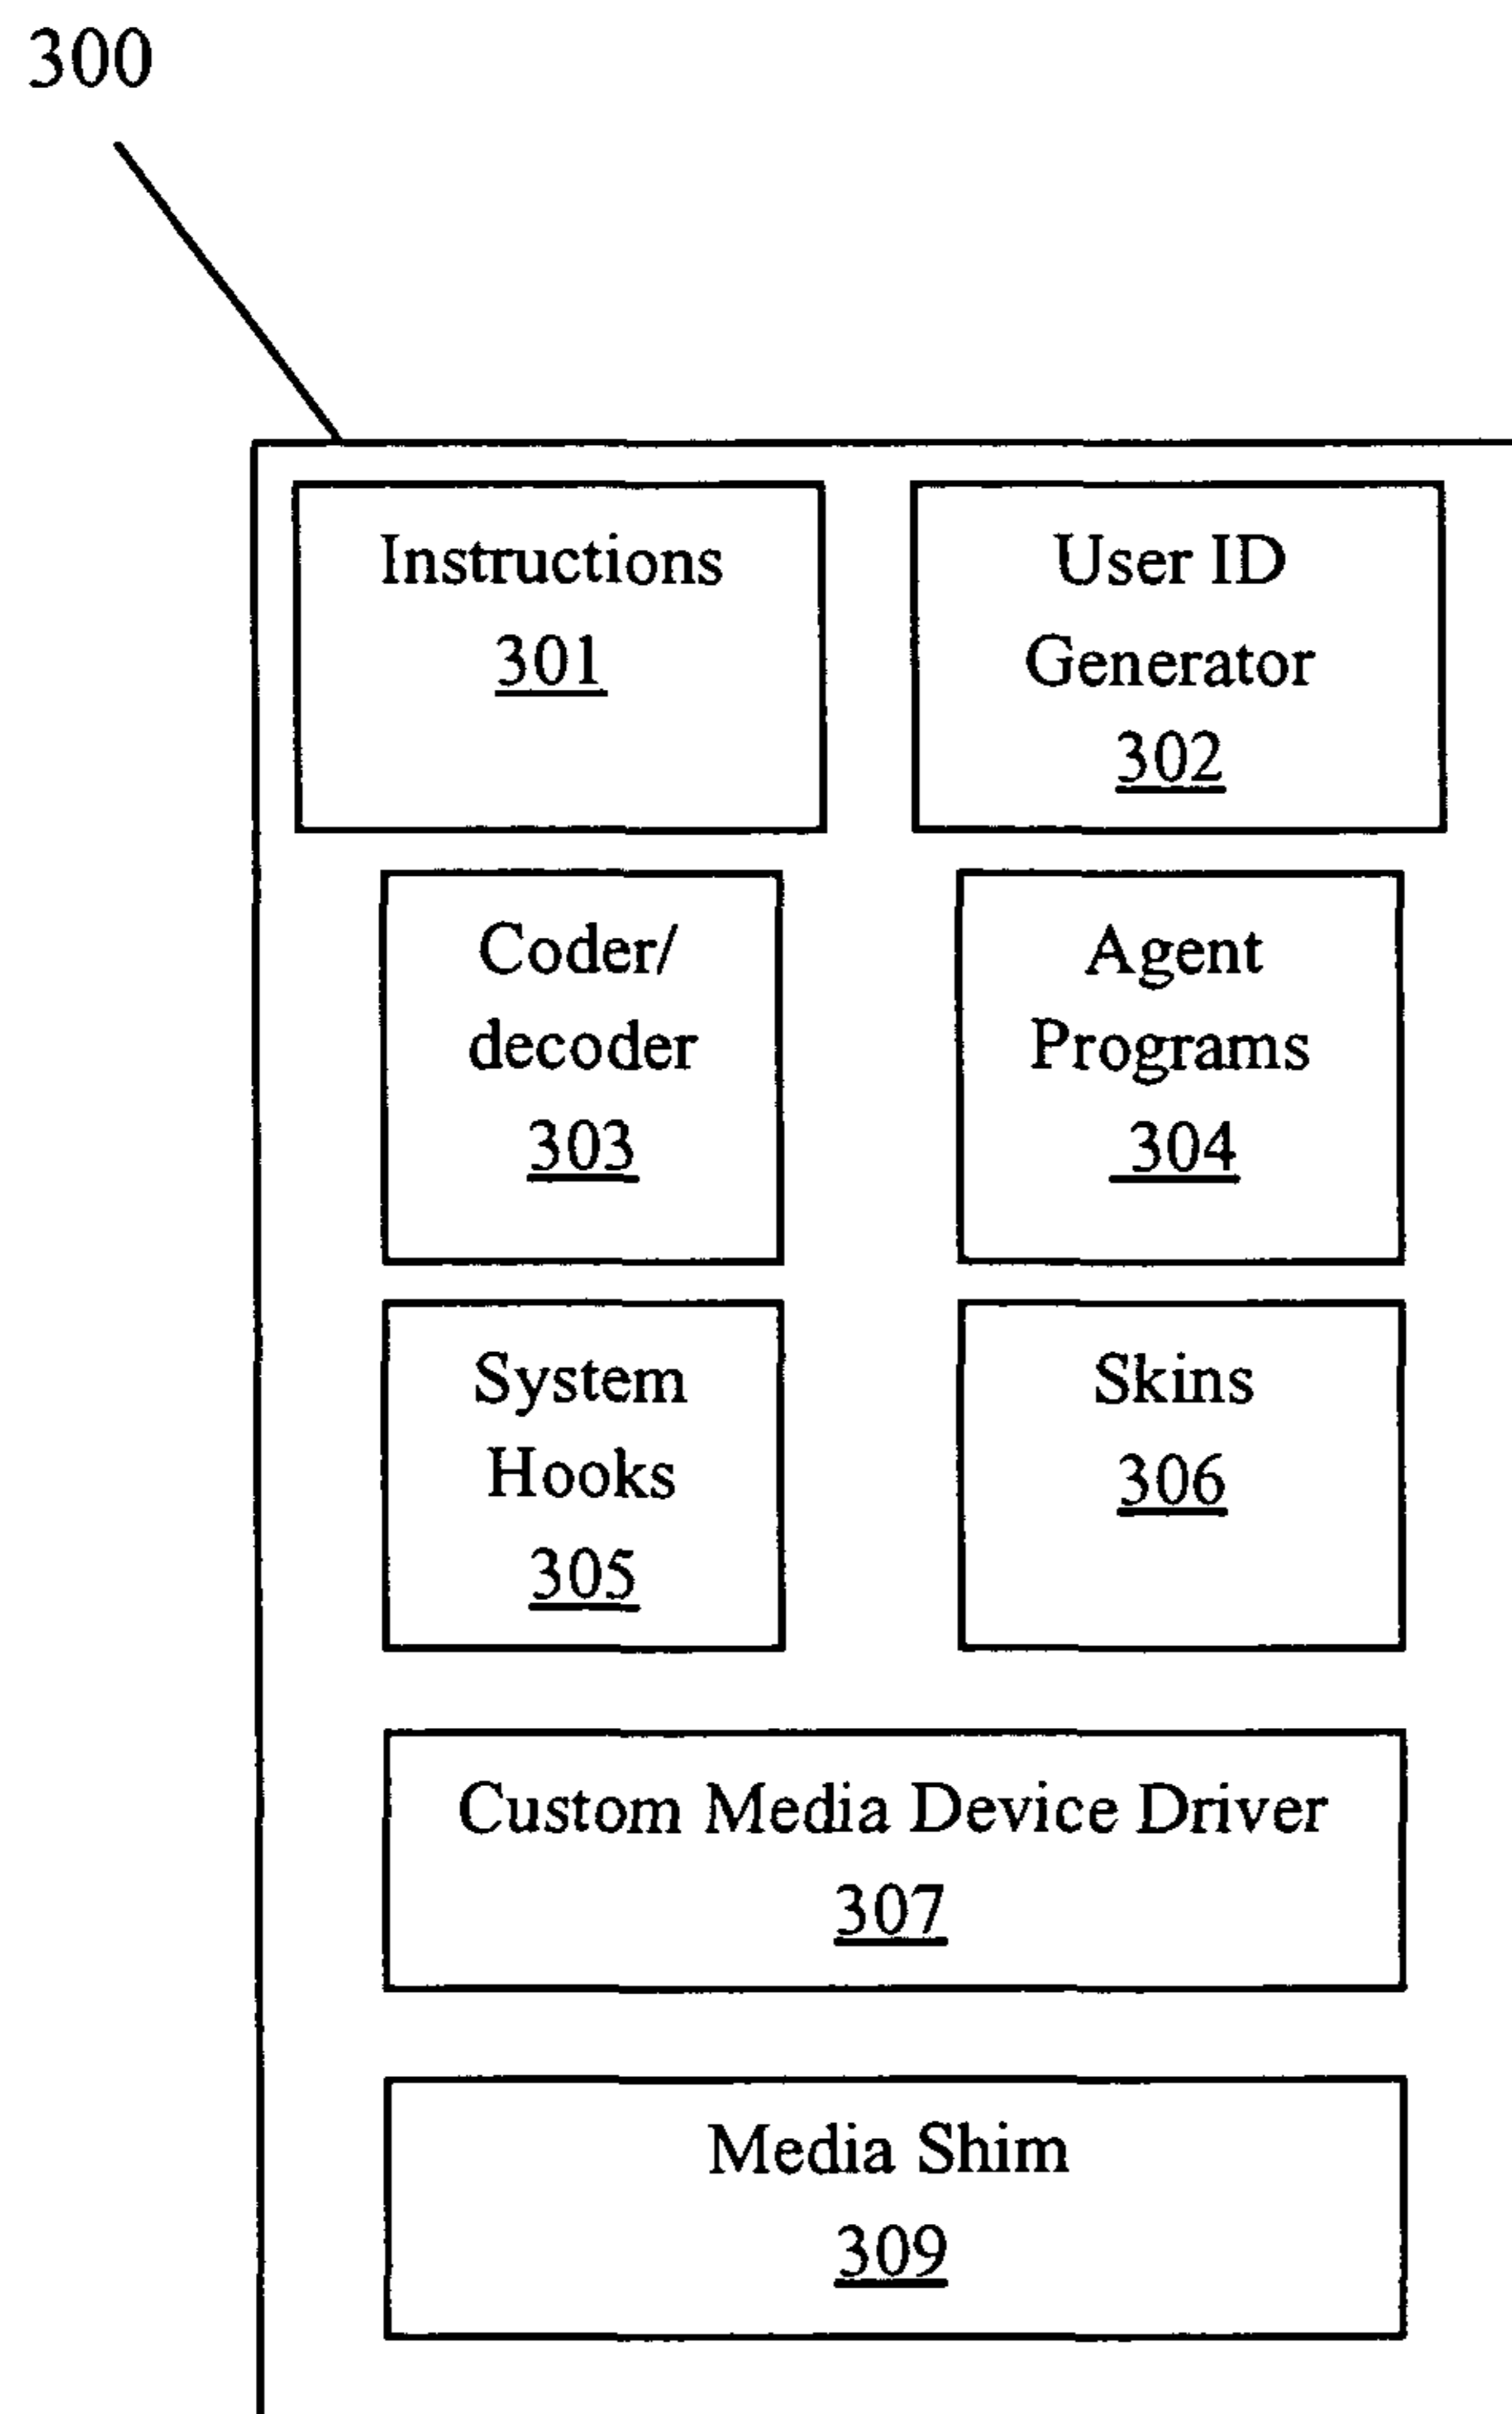 300
Instructions
301
User ID
Generator
302
Coder/
decoder
303
Agent
Programs
304
System
Hooks
305
Skins
306
Custom Media Device Driver
307
Media Shim
309